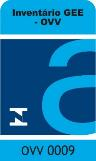 Inventário GEE
- OVV
OVV 0009